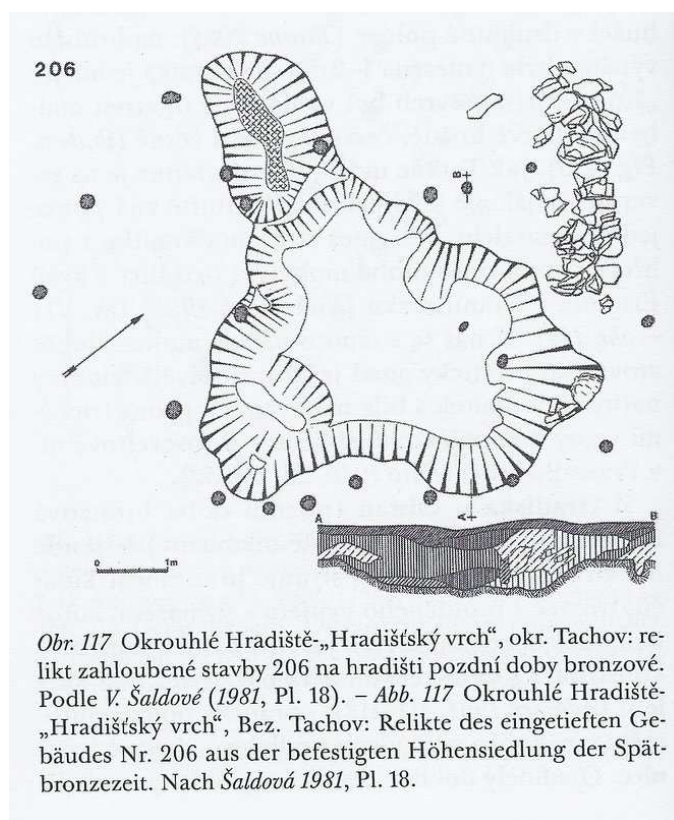 206
B
0 1m
A
A B
Obr. 117 Okrouhlé Hradiště-„Hradišťský vrch“, okr. Tachov: re-
likt zahloubené stavby 206 na hradišti pozdní doby bronzové.
Podle V. Šaldové (1981, Pl. 18). – Abb. 117 Okrouhlé Hradiště-
„Hradišťský vrch“, Bez. Tachov: Relikte des eingetieften Ge-
bäudes Nr. 206 aus der befestigten Höhensiedlung der Spät-
bronzezeit. Nach Šaldová 1981, Pl. 18.